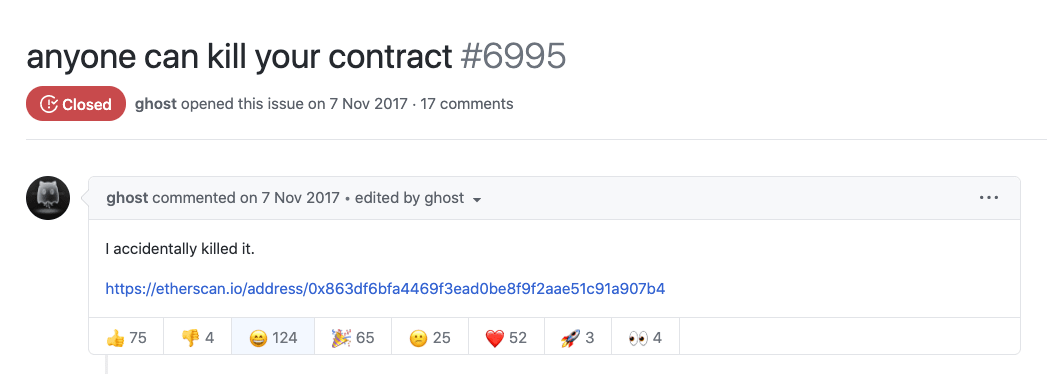 anyone can kill your contract #6995
Closed ghost opened this issue on 7 Nov 2017 · 17 comments
ghost commented on 7 Nov 2017 • edited by ghost
I accidentally killed it.
https://etherscan.io/address/0x863df6bfa4469f3ead0be8f9f2aae51c91a907b4
75 4 124 65 25 52 3 4